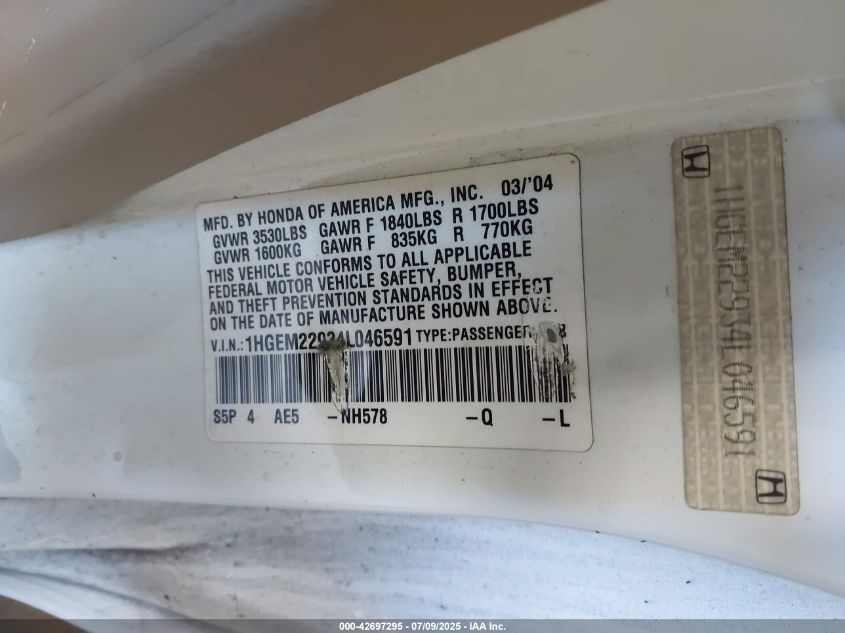 MFD. BY HONDA OF AMERICA MFG., INC. 03/'04
GVWR 3530LBS GAWR F 1840LBS R 1700LBS
GVWR 1600KG GAWR F 835KG R 770KG
THIS VEHICLE CONFORMS TO ALL APPLICABLE
FEDERAL MOTOR VEHICLE SAFETY, BUMPER,
AND THEFT PREVENTION STANDARDS IN EFFECT
ON THE DATE OF MANUFACTURE SHOWN ABOVE.
V.I.N.: 1HGEM22934L046591 TYPE:PASSENGER
S5P 4 AE5 -NH578 -Q -L
1HGEM22934L046591
000-42697295 - 07/09/2025 - IAA Inc.